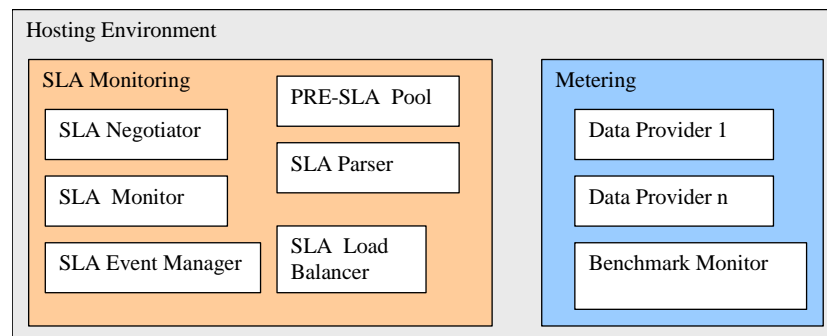 Hosting Environment
SLA Monitoring
SLA Negotiator
SLA Monitor
SLA Event Manager
PRE-SLA Pool
SLA Parser
SLA Load
Balancer
Metering
Data Provider 1
Data Provider n
Benchmark Monitor